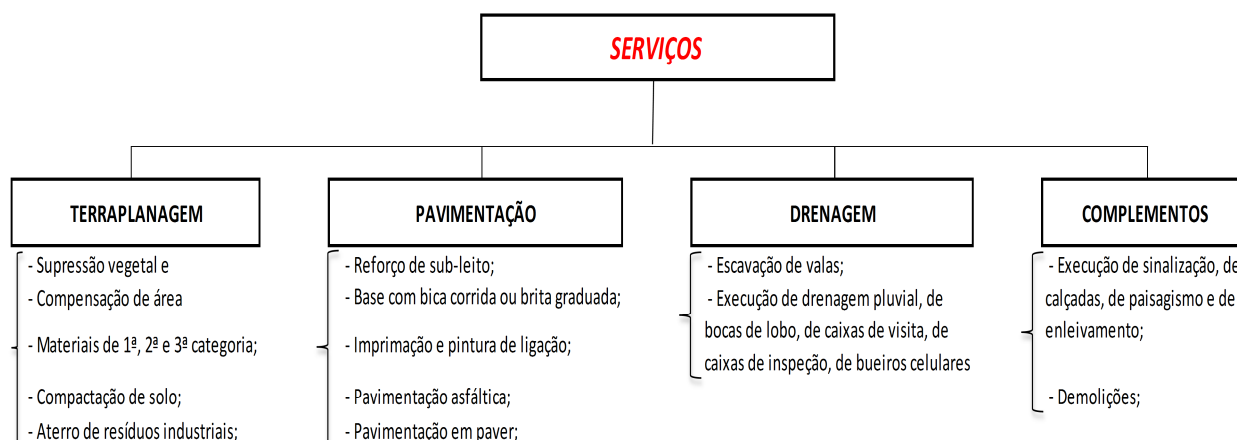 SERVIÇOS
TERRAPLANAGEM
- Supressão vegetal e
- Compensação de área
- Materiais de 1ª, 2ª e 3ª categoria;
- Compactação de solo;
- Aterro de resíduos industriais;
PAVIMENTAÇÃO
- Reforço de sub-leito;
- Base com bica corrida ou brita graduada;
- Imprimação e pintura de ligação;
- Pavimentação asfáltica;
- Pavimentação em paver;
DRENAGEM
- Escavação de valas;
- Execução de drenagem pluvial, de
bocas de lobo, de caixas de visita, de
caixas de inspeção, de bueiros celulares
COMPLEMENTOS
- Execução de sinalização, de
calçadas, de paisagismo e de
enleivamento;
- Demolições;